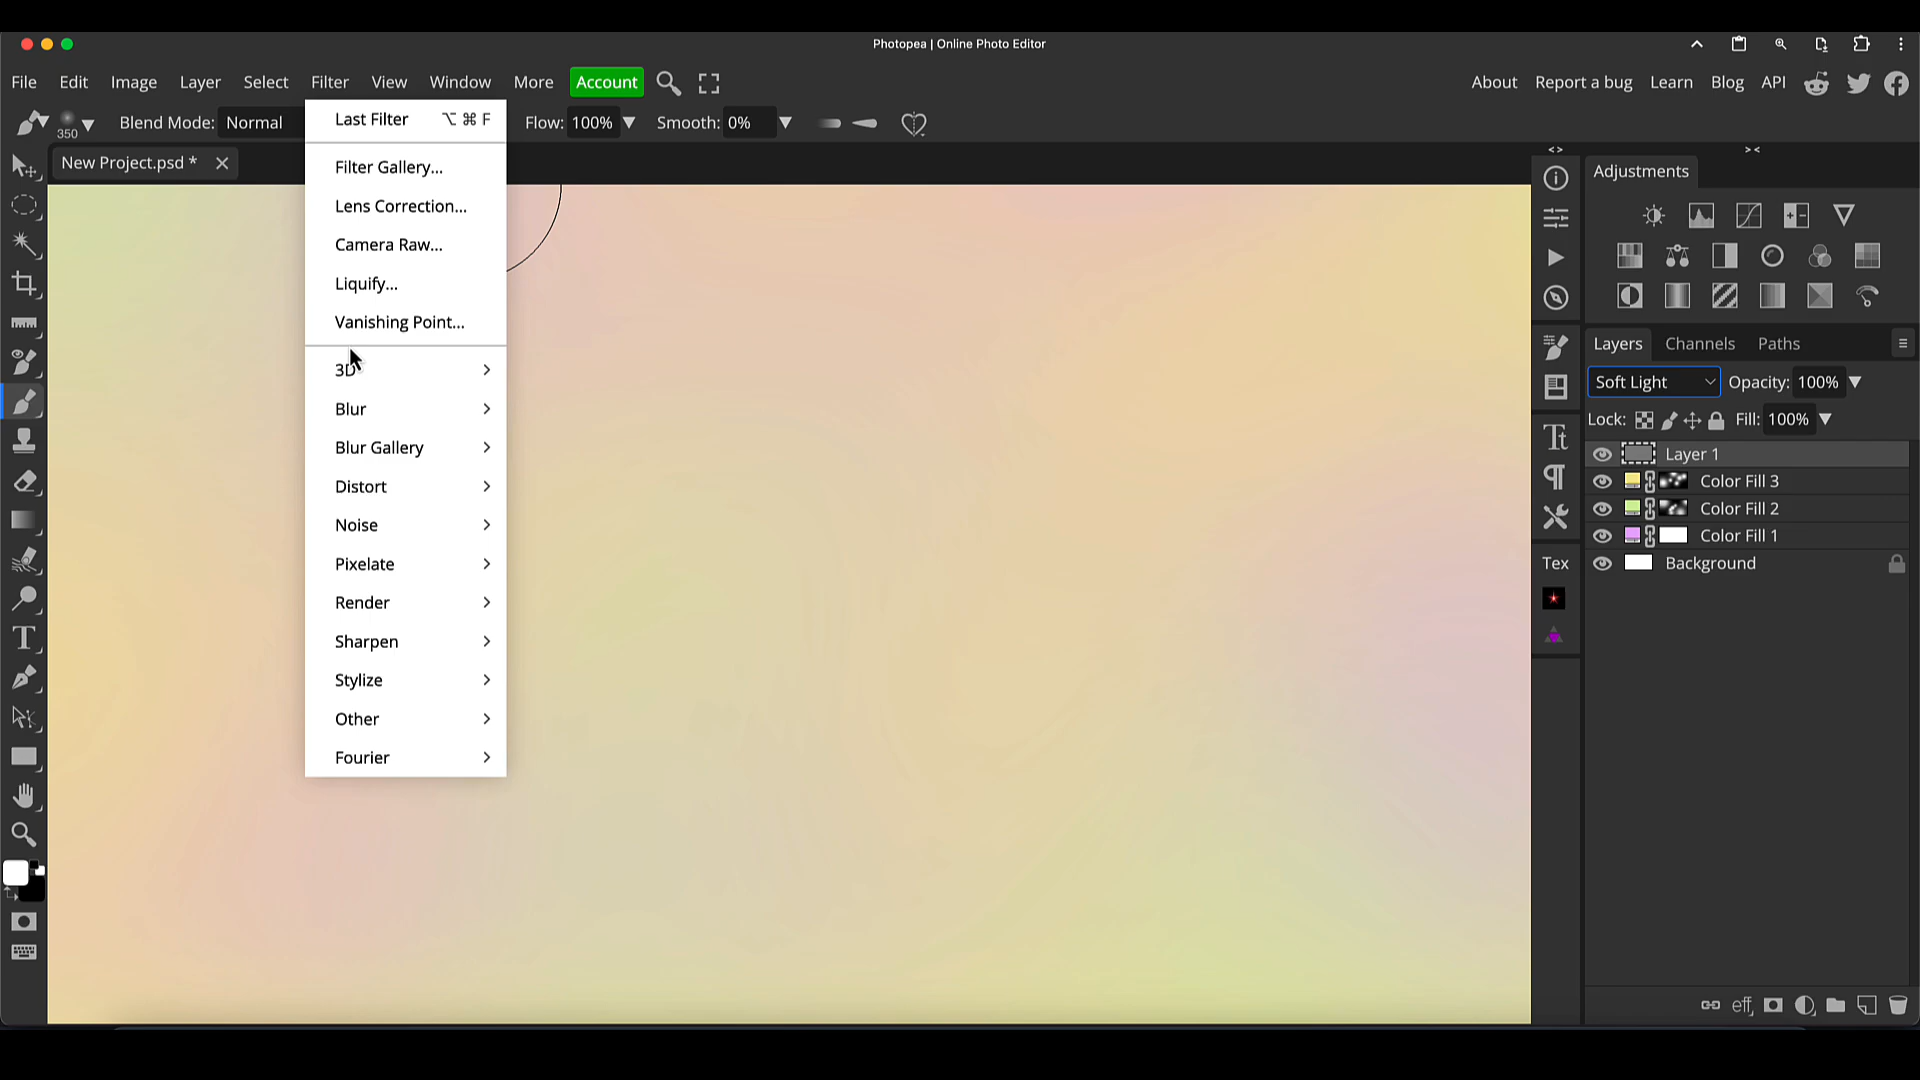 Photopea | Online Photo Editor
File Edit Image Layer Select Filter View Window More Account
About Report a bug Learn Blog API
350 Blend Mode: Normal Flow: 100% Smooth: 0%
New Project.psd *
Last Filter ⌥ ⌘ F
Filter Gallery...
Lens Correction...
Camera Raw...
Liquify...
Vanishing Point...
3D
Blur
Blur Gallery
Distort
Noise
Pixelate
Render
Sharpen
Stylize
Other
Fourier
Tex
Adjustments
Layers Channels Paths
Soft Light Opacity: 100%
Lock: Fill: 100%
Layer 1
Color Fill 3
Color Fill 2
Color Fill 1
Background
eff